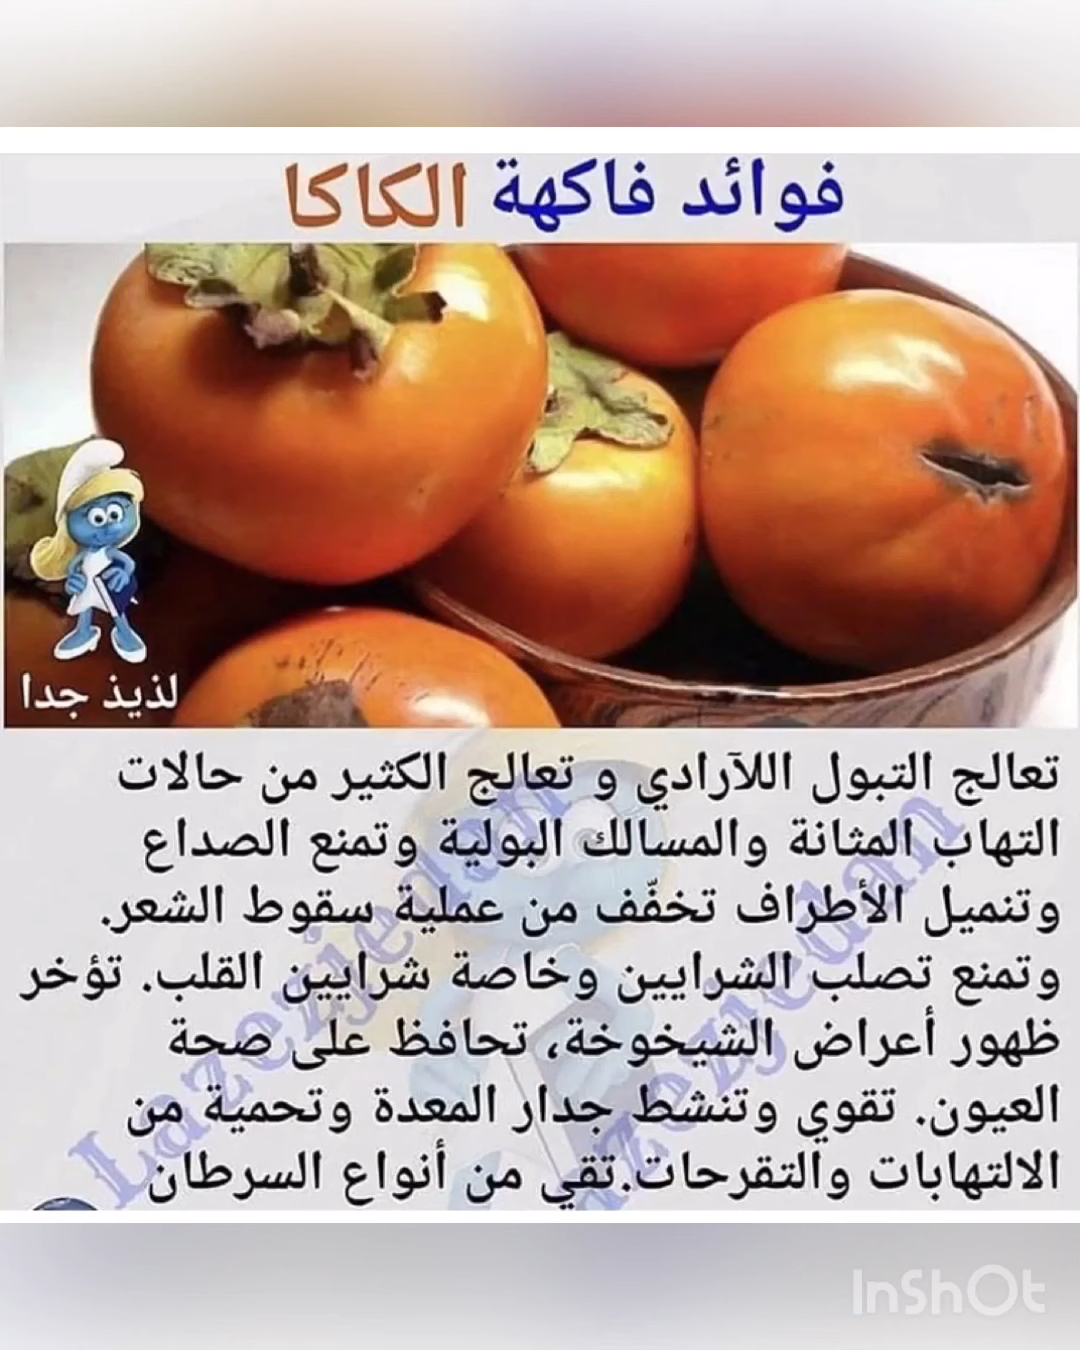 فوائد فاكهة الكاكا
لذيذ جدا
تعالج التبول اللآرادي و تعالج الكثير من حالات
التهاب المثانة والمسالك البولية وتمنع الصداع
وتنميل الأطراف تخفّف من عملية سقوط الشعر.
وتمنع تصلب الشرايين وخاصة شرايين القلب. تؤخر
ظهور أعراض الشيخوخة، تحافظ على صحة
العيون. تقوي وتنشط جدار المعدة وتحمية من
الالتهابات والتقرحات.تقي من أنواع السرطان
Lazezjiedan
Lazezjiedan
InShOt